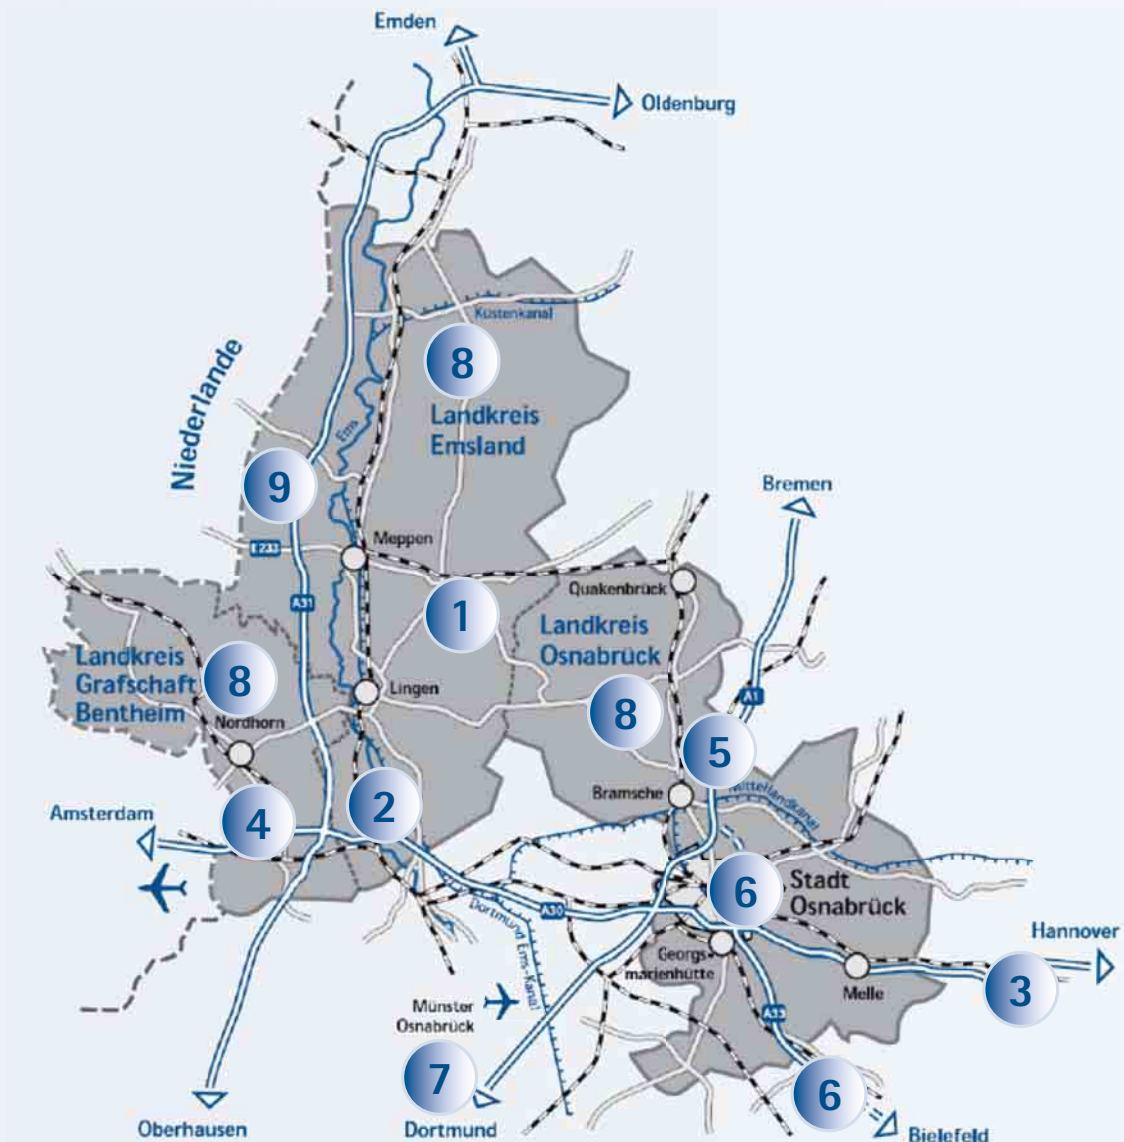 Emden
Oldenburg
Küstenkanal
8
Niederlande
Landkreis
Emsland
Ems
9
Bremen
Meppen
E233
Quakenbrück
A31
1
Landkreis
Osnabrück
Landkreis
Grafschaft
Bentheim
8
Lingen
A1
8
Nordhorn
5
Bramsche
Mittellandkanal
2
Amsterdam
4
6
Stadt
Osnabrück
Dortmund Ems-Kanal
A30
Hannover
Georgs-
marienhütte
Melle
3
Münster
Osnabrück
A33
7
6
Oberhausen
Dortmund
Bielefeld